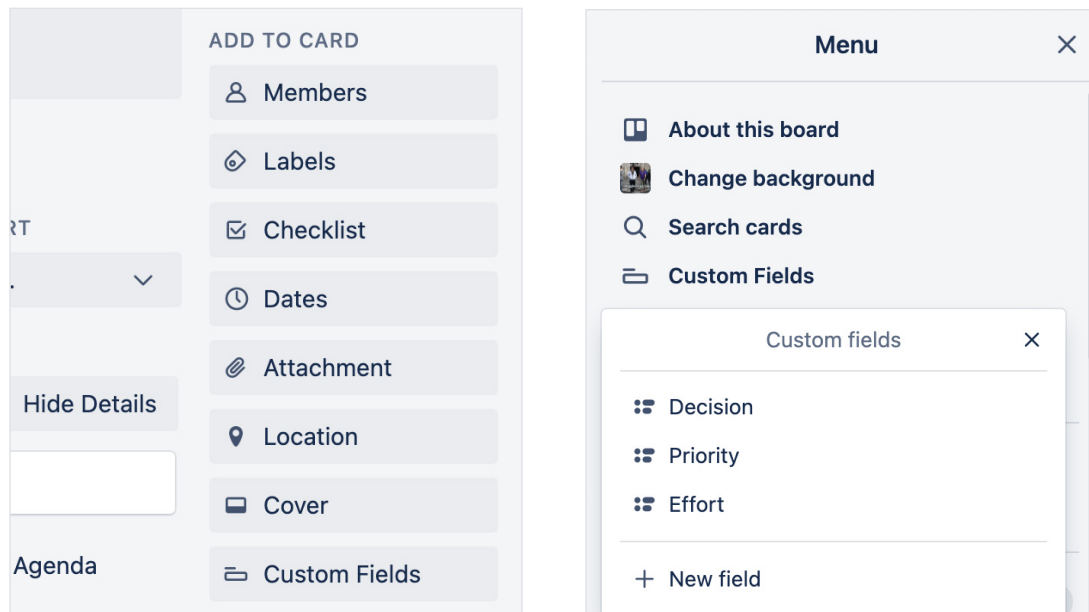 ADD TO CARD
Members
Labels
Checklist
Dates
Attachment
Location
Cover
Custom Fields
RT
.
Hide Details
Agenda
Menu
About this board
Change background
Search cards
Custom Fields
Custom fields
Decision
Priority
Effort
New field